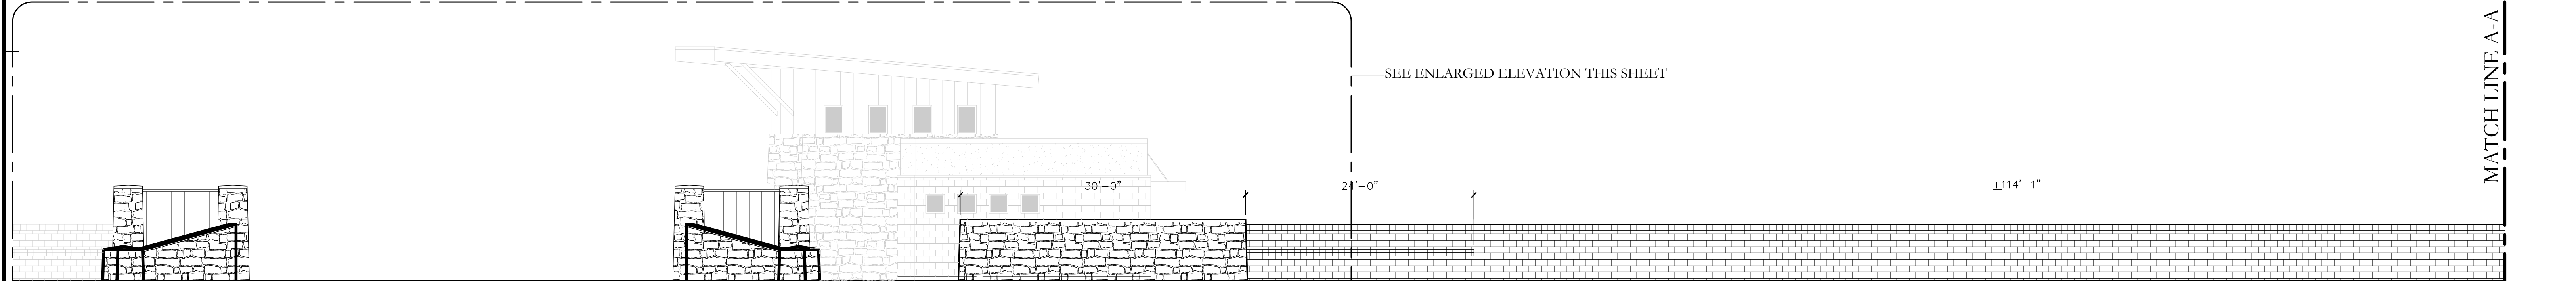 SEE ENLARGED ELEVATION THIS SHEET
MATCH LINE A-A
30'-0"
24'-0"
±114'-1"